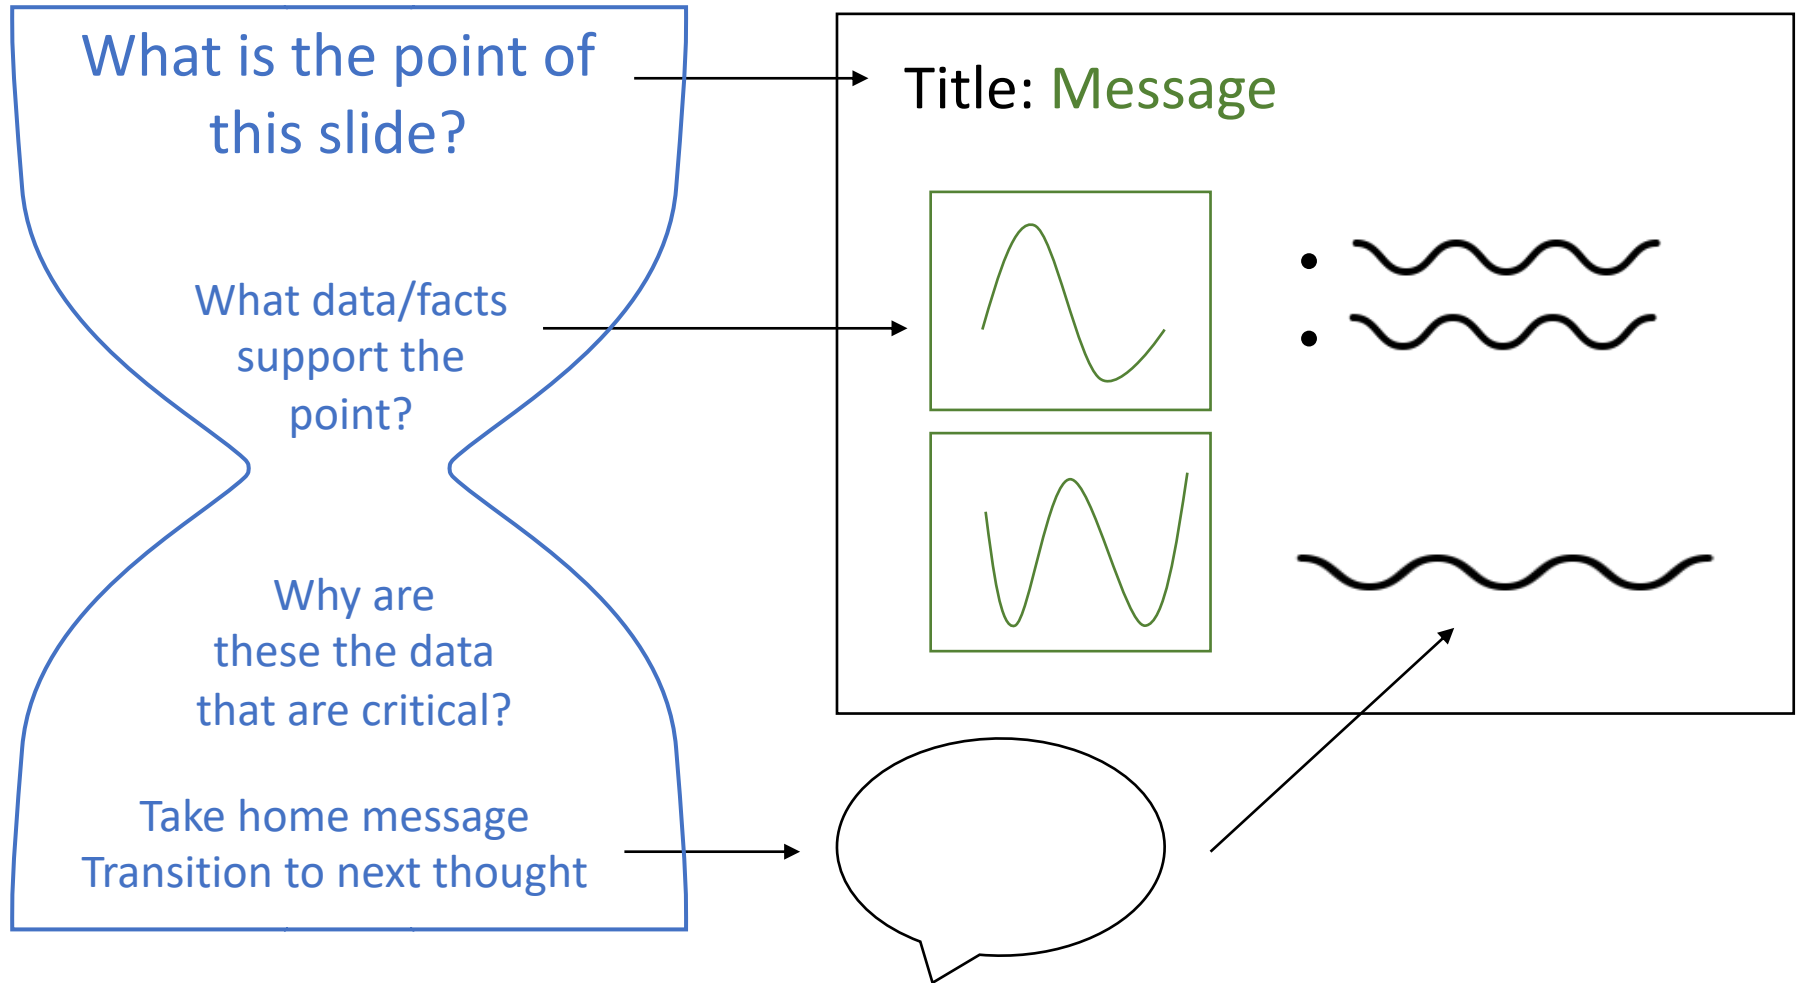 What is the point of
this slide?
What data/facts
support the
point?
Why are
these the data
that are critical?
Take home message
Transition to next thought
Title: Message